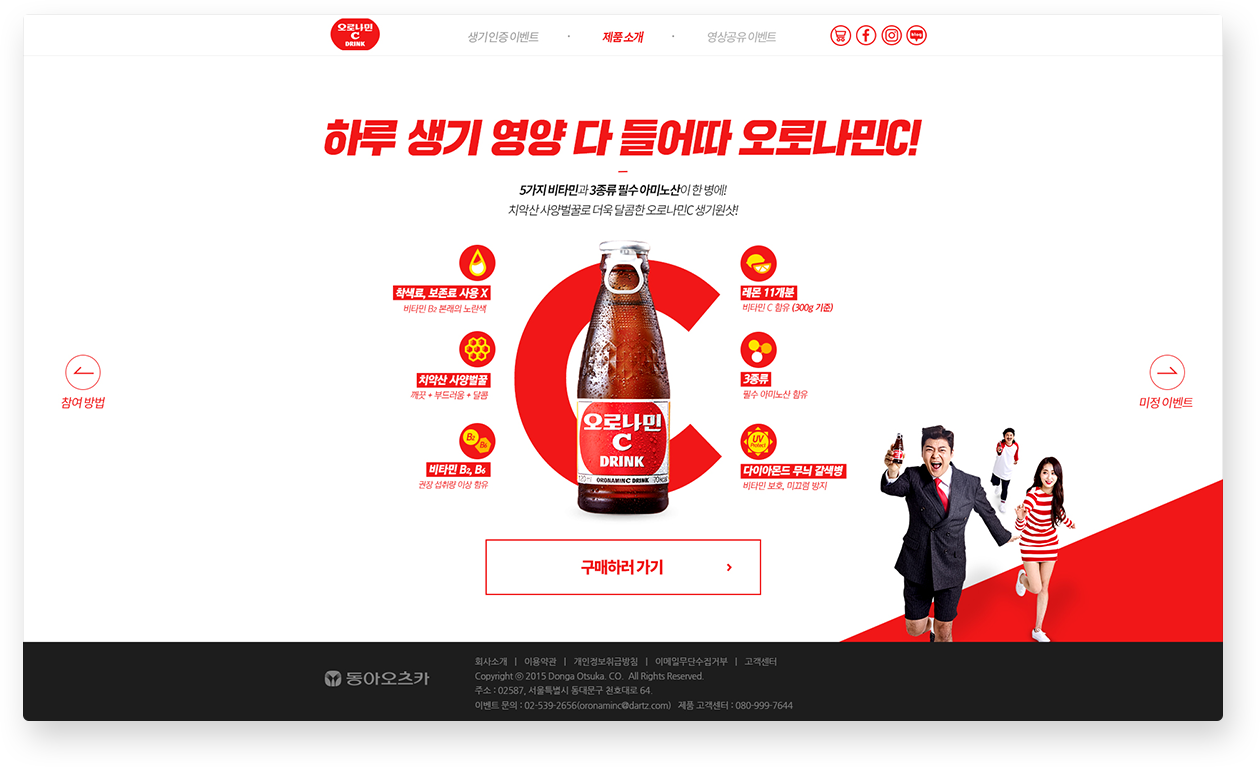 오로나민
C
DRINK
생기 인증 이벤트 · 제품 소개 · 영상공유 이벤트
blog
하루 생기 영양 다 들어따 오로나민C!
5가지 비타민과 3종류 필수 아미노산이 한 병에!
치악산 사양벌꿀로 더욱 달콤한 오로나민C 생기원샷!
착색료, 보존료 사용 X
비타민 B₂ 본래의 노란색
치악산 사양벌꿀
깨끗 + 부드러움 + 달콤
B₂ B₆
비타민 B₂, B₆
권장 섭취량 이상 함유
오로나민
C
DRINK
120ml ORONAMIN C DRINK 70kcal
레몬 11개분
비타민 C 함유 (300g 기준)
3종류
필수 아미노산 함유
UV
Protect
다이아몬드 무늬 갈색병
비타민 보호, 미끄럼 방지
참여 방법
미정 이벤트
구매하러 가기 >
동아오츠카
회사소개 | 이용약관 | 개인정보취급방침 | 이메일무단수집거부 | 고객센터
Copyright ⓒ 2015 Donga Otsuka. CO. All Rights Reserved.
주소 : 02587, 서울특별시 동대문구 천호대로 64.
이벤트 문의 : 02-539-2656(oronaminc@dartz.com) 제품 고객센터 : 080-999-7644